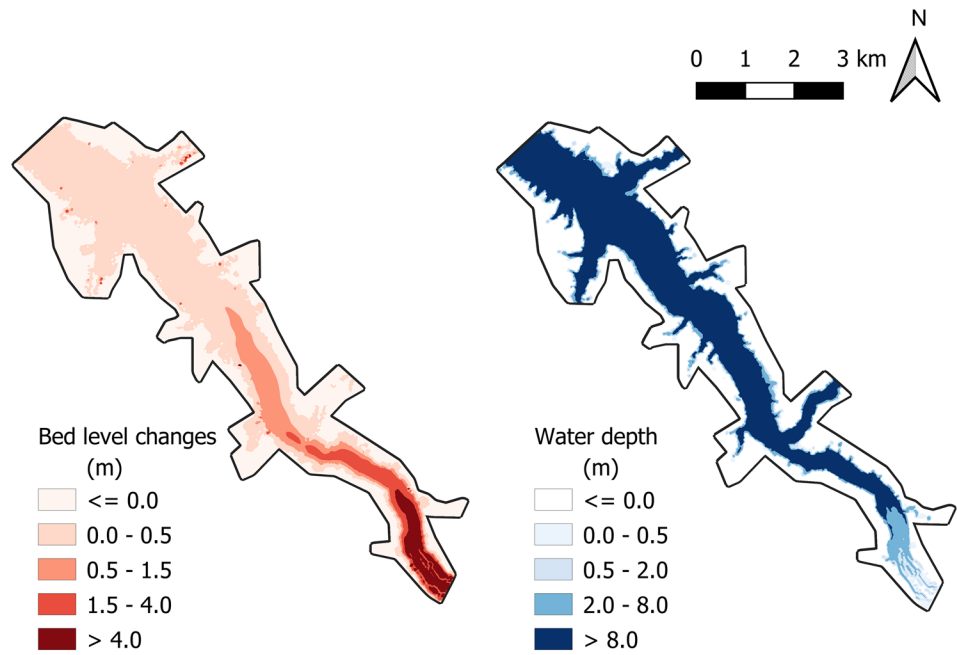 N
0 1 2 3 km
Bed level changes
(m)
<= 0.0
0.0 - 0.5
0.5 - 1.5
1.5 - 4.0
> 4.0
Water depth
(m)
<= 0.0
0.0 - 0.5
0.5 - 2.0
2.0 - 8.0
> 8.0